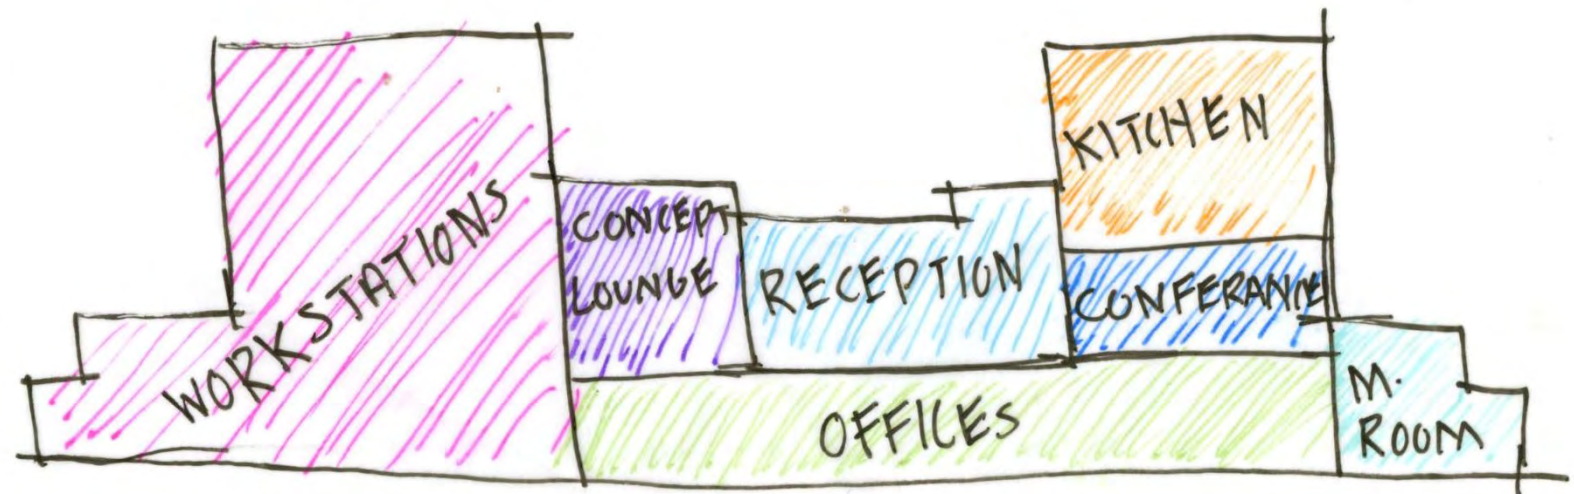 WORKSTATIONS
CONCEPT
LOUNGE
RECEPTION
KITCHEN
CONFERANCE
OFFICES
M.
ROOM